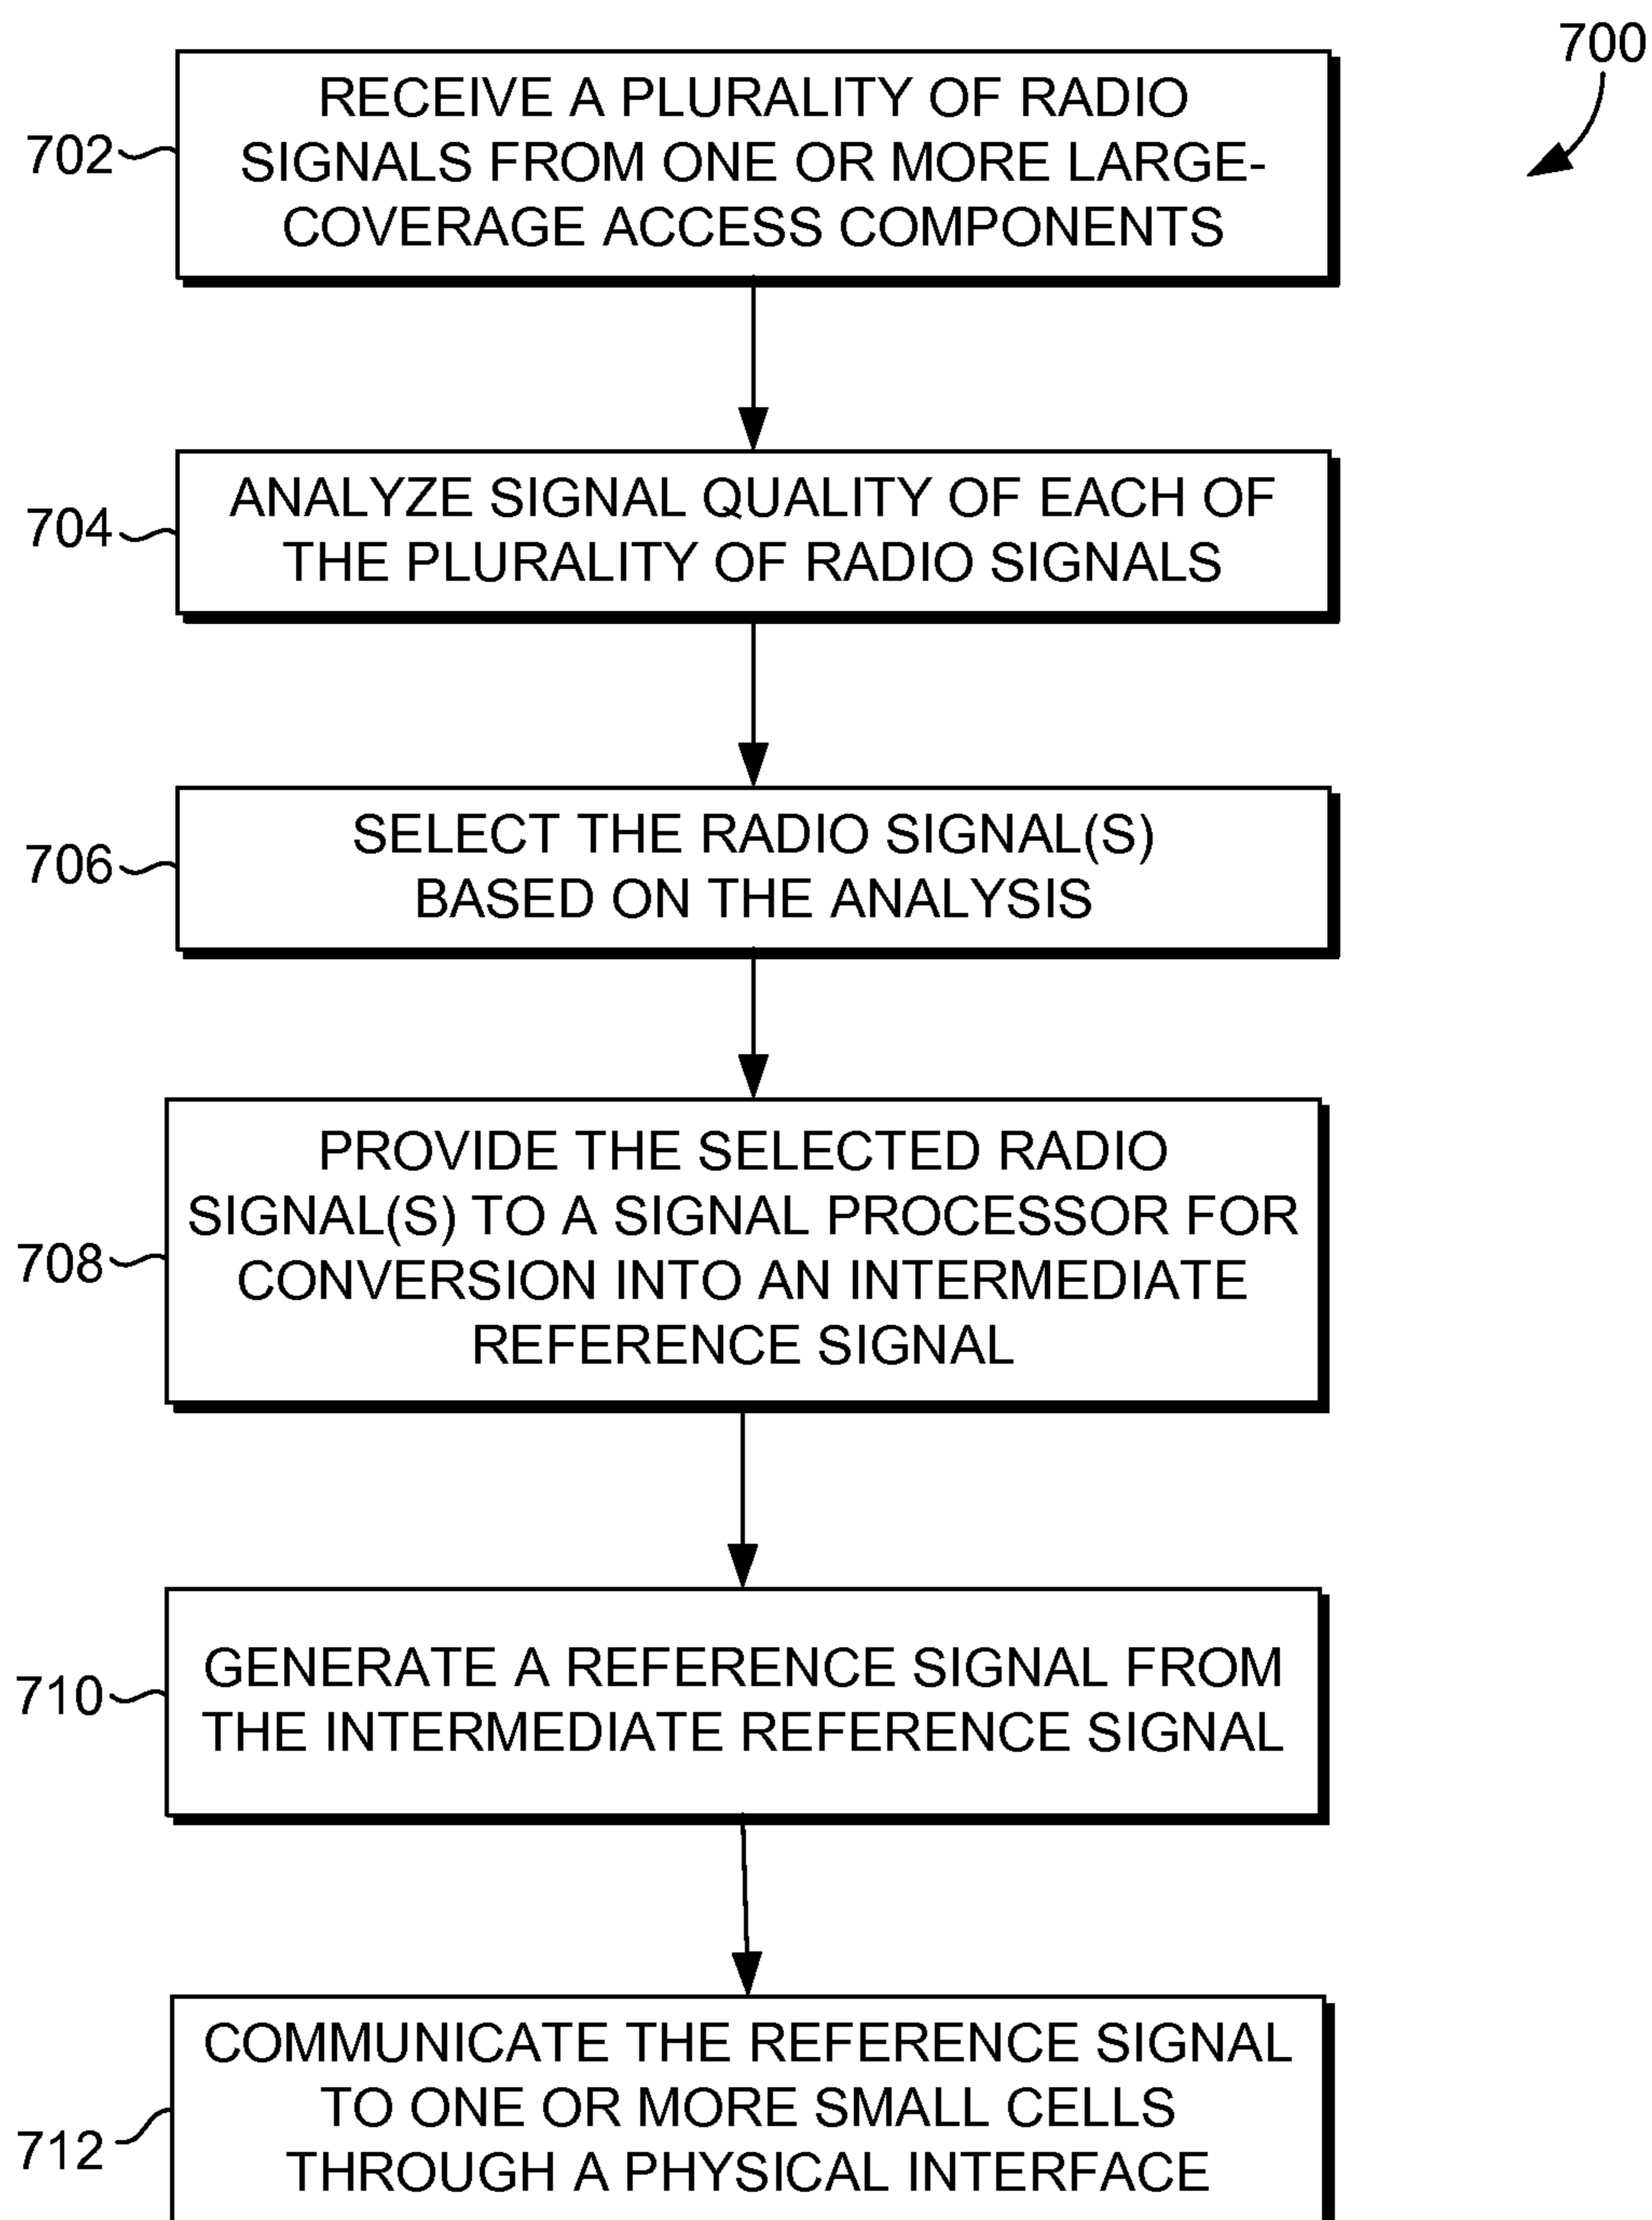 700
702
RECEIVE A PLURALITY OF RADIO
SIGNALS FROM ONE OR MORE LARGE-
COVERAGE ACCESS COMPONENTS
704
ANALYZE SIGNAL QUALITY OF EACH OF
THE PLURALITY OF RADIO SIGNALS
706
SELECT THE RADIO SIGNAL(S)
BASED ON THE ANALYSIS
708
PROVIDE THE SELECTED RADIO
SIGNAL(S) TO A SIGNAL PROCESSOR FOR
CONVERSION INTO AN INTERMEDIATE
REFERENCE SIGNAL
710
GENERATE A REFERENCE SIGNAL FROM
THE INTERMEDIATE REFERENCE SIGNAL
712
COMMUNICATE THE REFERENCE SIGNAL
TO ONE OR MORE SMALL CELLS
THROUGH A PHYSICAL INTERFACE